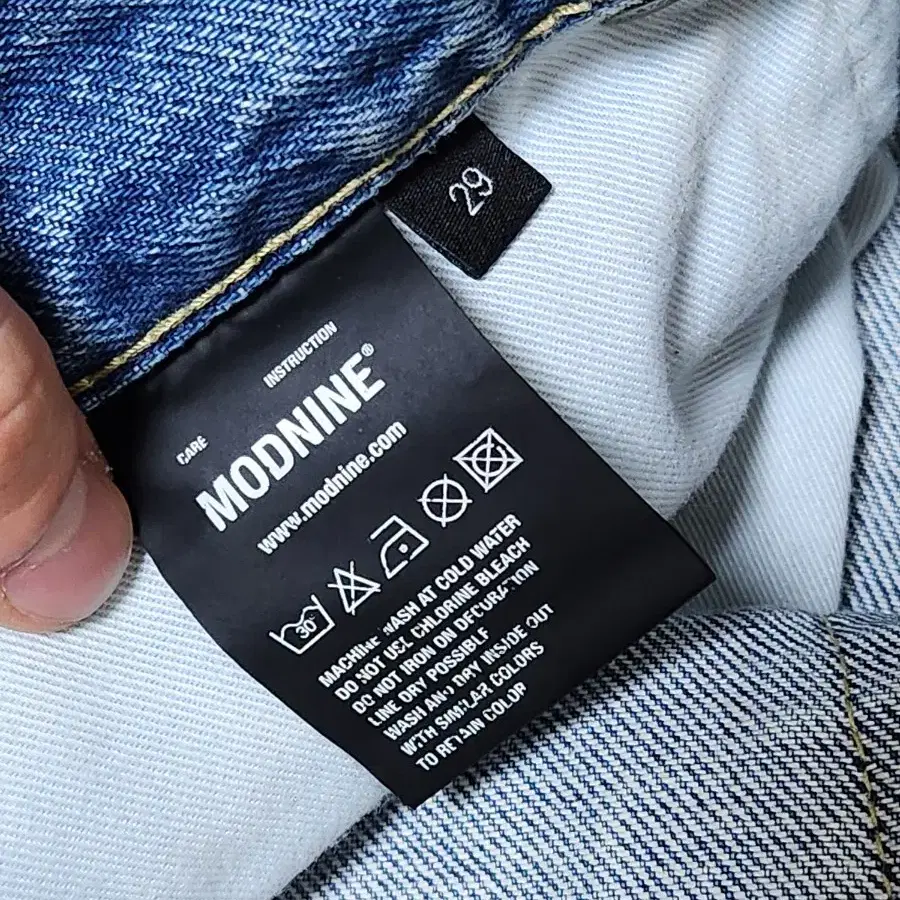 29
CARE INSTRUCTION
MODNINE®
www.modnine.com
30°
MACHINE WASH AT COLD WATER
DO NOT USE CHLORINE BLEACH
DO NOT IRON ON DECORATION
LINE DRY POSSIBLE
WASH AND DRY INSIDE OUT
WITH SIMILAR COLORS
TO RETAIN COLOR